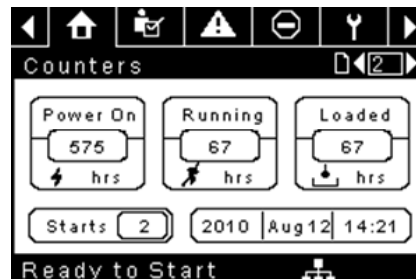 Counters 2
Power On Running Loaded
575 67 67
hrs hrs hrs
Starts 2 2010 Aug12 14:21
Ready to Start